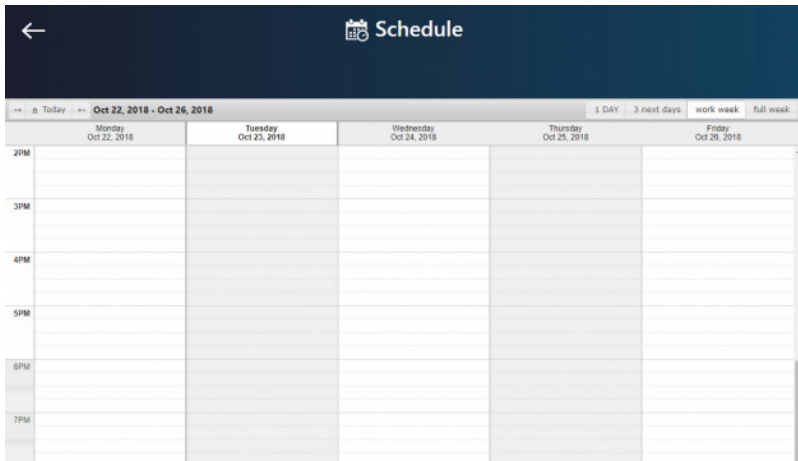 Schedule
Today Oct 22, 2018 - Oct 26, 2018 1 DAY 3 next days work week full week
Monday Tuesday Wednesday Thursday Friday
Oct 22, 2018 Oct 23, 2018 Oct 24, 2018 Oct 25, 2018 Oct 26, 2018
2PM
3PM
4PM
5PM
6PM
7PM